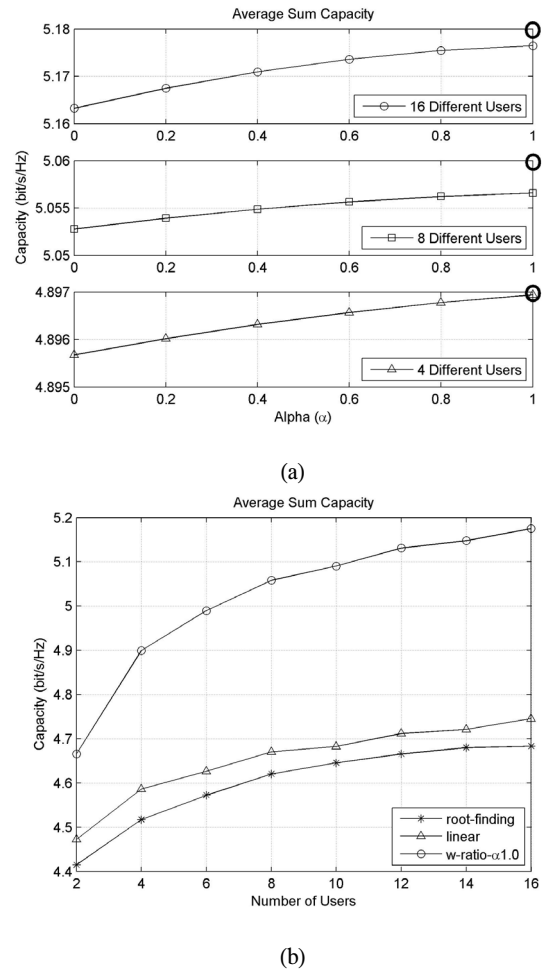 Average Sum Capacity
5.18
5.17
5.16
0 0.2 0.4 0.6 0.8 1
16 Different Users
5.06
5.055
5.05
0 0.2 0.4 0.6 0.8 1
8 Different Users
4.897
4.896
4.895
0 0.2 0.4 0.6 0.8 1
4 Different Users
Capacity (bit/s/Hz)
Alpha (α)
(a)
Average Sum Capacity
5.2
5.1
5
4.9
4.8
4.7
4.6
4.5
4.4
Capacity (bit/s/Hz)
root-finding
linear
w-ratio-α1.0
2 4 6 8 10 12 14 16
Number of Users
(b)